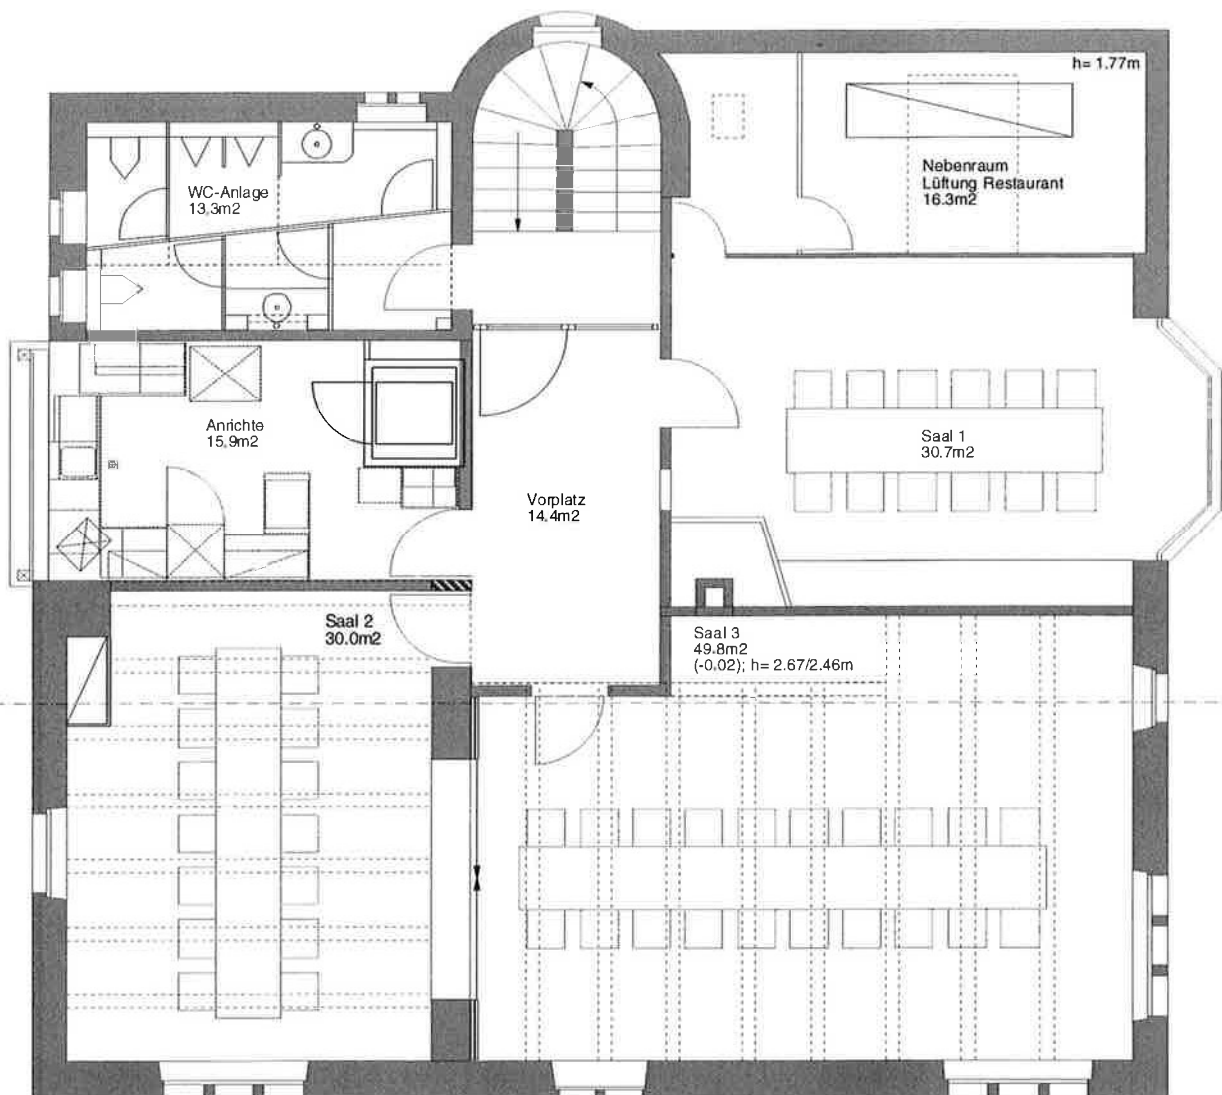 h= 1.77m
Nebenraum
Lüftung Restaurant
16.3m2
WC-Anlage
13.3m2
Anrichte
15.9m2
Saal 1
30.7m2
Vorplatz
14.4m2
Saal 2
30.0m2
Saal 3
49.8m2
(-0.02); h= 2.67/2.46m